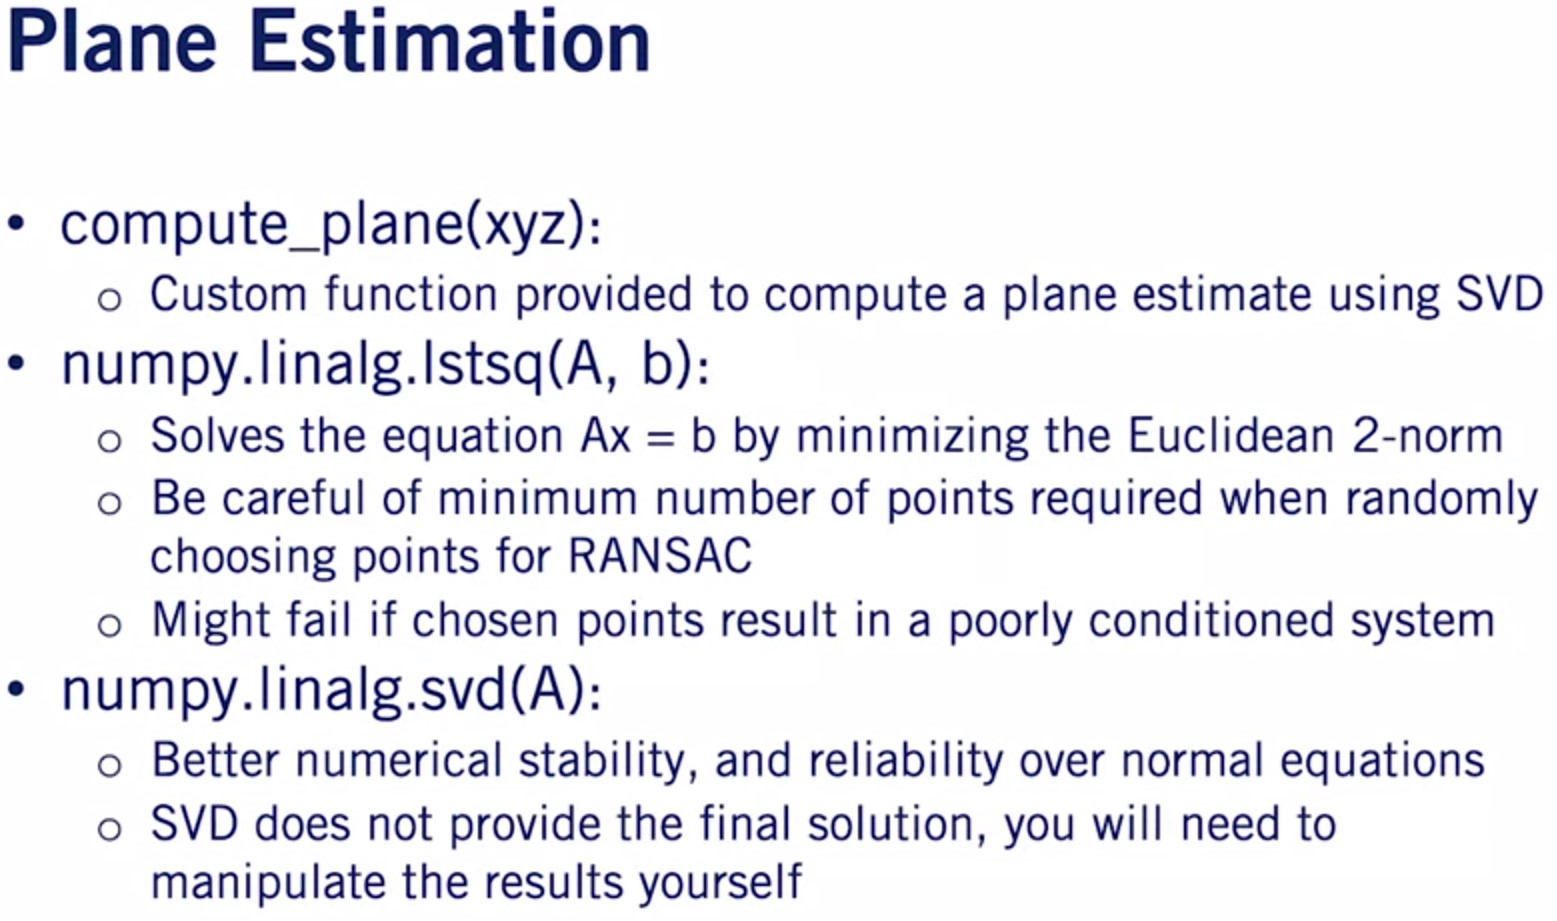 Plane Estimation
• compute_plane(xyz):
○ Custom function provided to compute a plane estimate using SVD
• numpy.linalg.lstsq(A, b):
○ Solves the equation Ax = b by minimizing the Euclidean 2-norm
○ Be careful of minimum number of points required when randomly
choosing points for RANSAC
○ Might fail if chosen points result in a poorly conditioned system
• numpy.linalg.svd(A):
○ Better numerical stability, and reliability over normal equations
○ SVD does not provide the final solution, you will need to
manipulate the results yourself